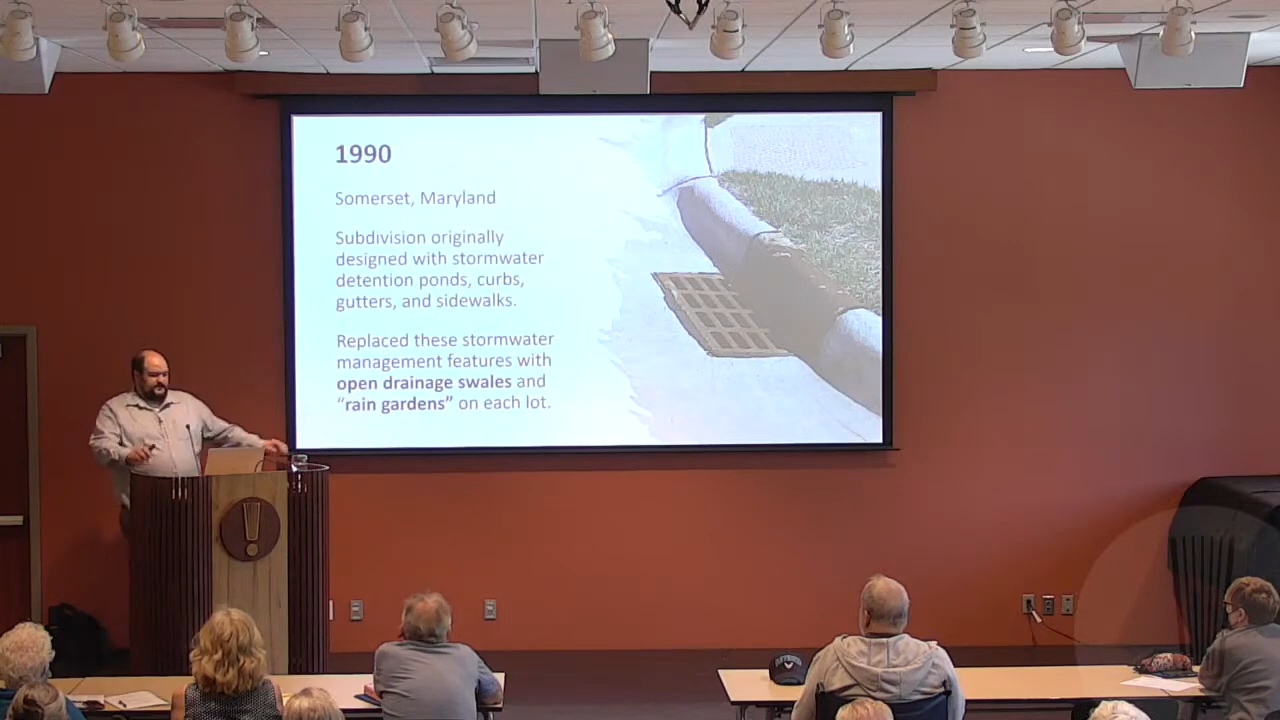 1990
Somerset, Maryland
Subdivision originally
designed with stormwater
detention ponds, curbs,
gutters, and sidewalks.
Replaced these stormwater
management features with
open drainage swales and
“rain gardens” on each lot.